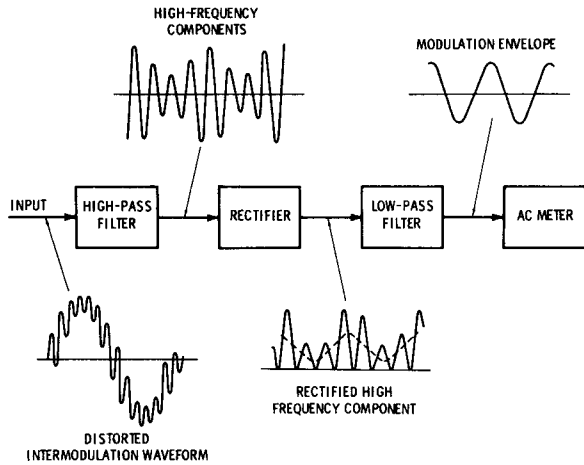 HIGH-FREQUENCY
COMPONENTS
MODULATION ENVELOPE
INPUT
HIGH-PASS
FILTER
RECTIFIER
LOW-PASS
FILTER
AC METER
RECTIFIED HIGH
FREQUENCY COMPONENT
DISTORTED
INTERMODULATION WAVEFORM